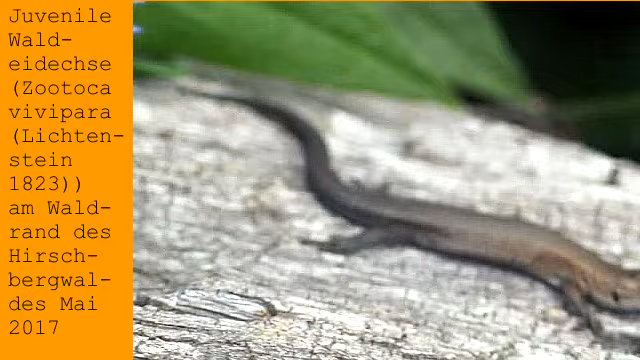 Juvenile
Wald-
eidechse
(Zootoca
vivipara
(Lichten-
stein
1823))
am Wald-
rand des
Hirsch-
bergwal-
des Mai
2017